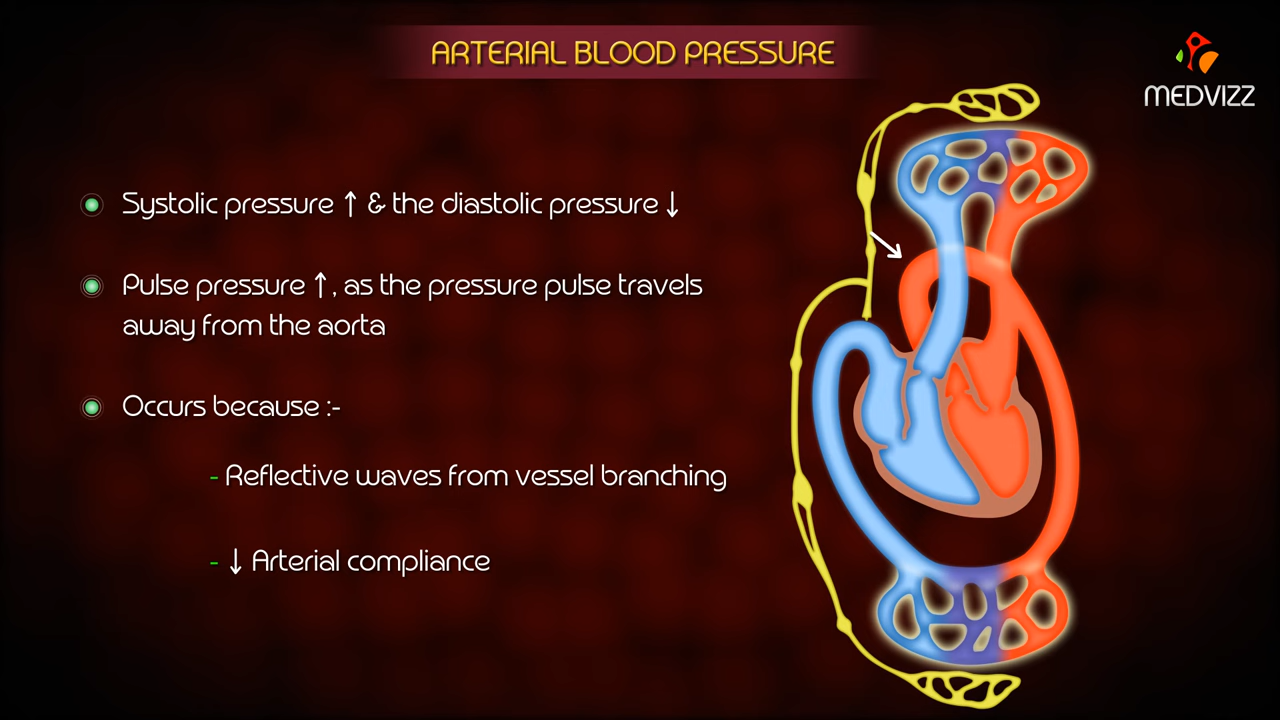 ARTERIAL BLOOD PRESSURE
MEDVIZZ
Systolic pressure ↑ & the diastolic pressure ↓
Pulse pressure ↑, as the pressure pulse travels
away from the aorta
Occurs because :-
- Reflective waves from vessel branching
- ↓ Arterial compliance